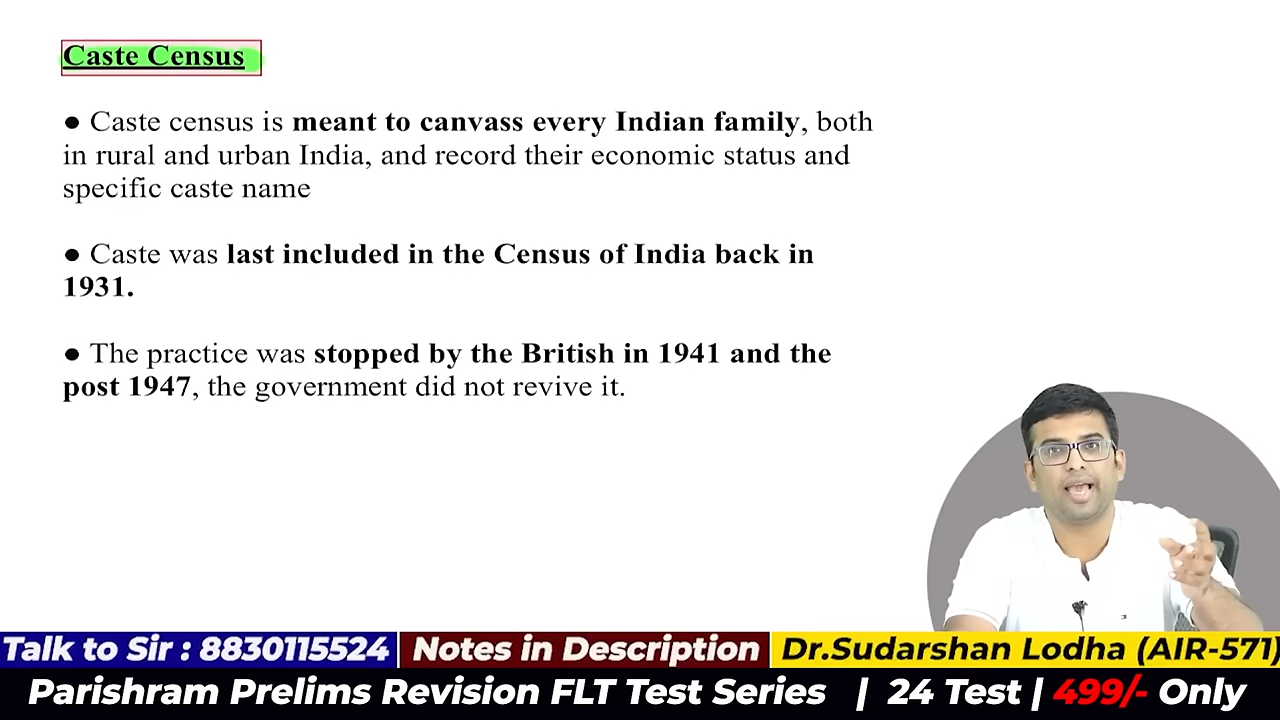 Caste Census
● Caste census is meant to canvass every Indian family, both
in rural and urban India, and record their economic status and
specific caste name
● Caste was last included in the Census of India back in
1931.
● The practice was stopped by the British in 1941 and the
post 1947, the government did not revive it.
Talk to Sir : 8830115524 Notes in Description Dr.Sudarshan Lodha (AIR-571)
Parishram Prelims Revision FLT Test Series | 24 Test | 499/- Only